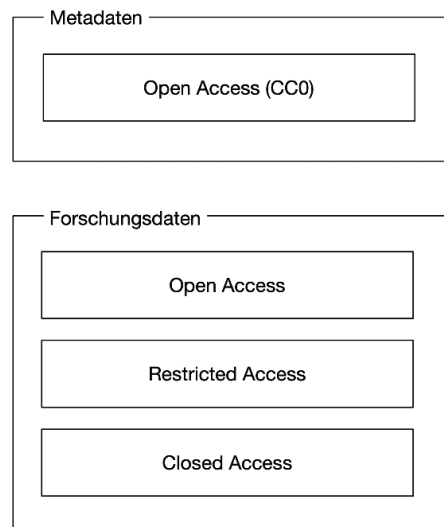 Metadaten
Open Access (CC0)
Forschungsdaten
Open Access
Restricted Access
Closed Access